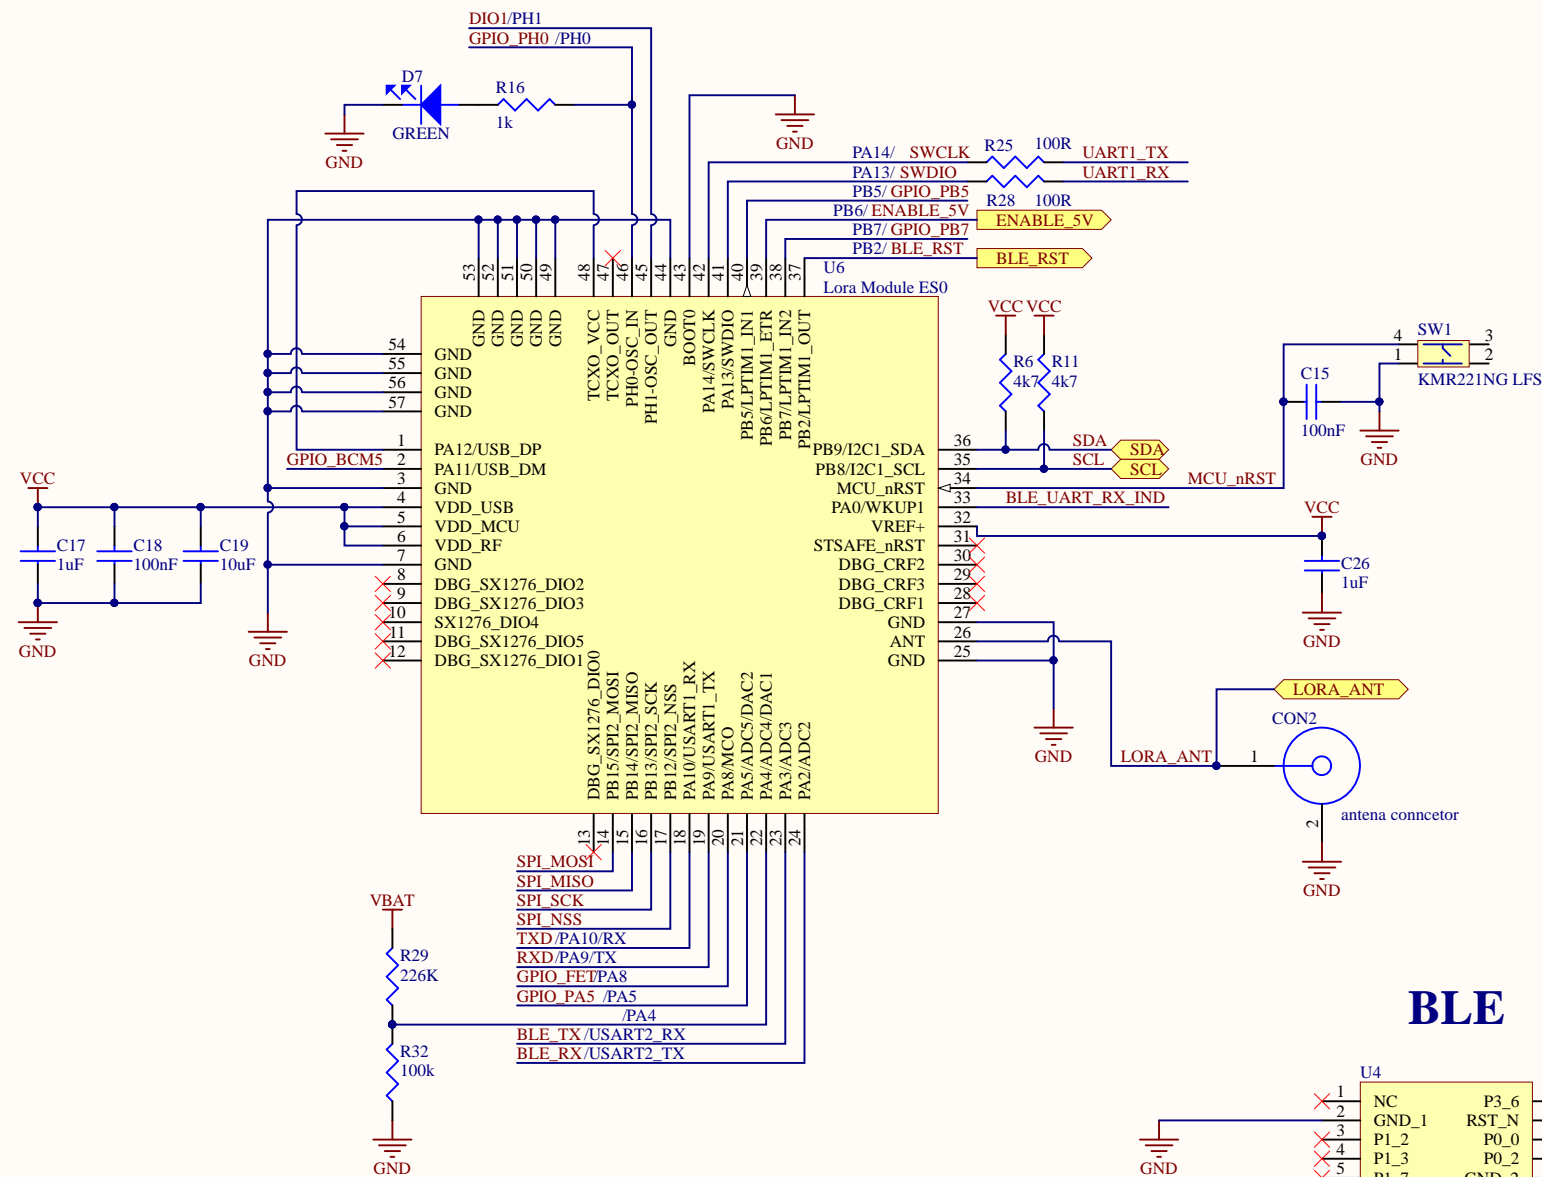 DIO1/PH1
GPIO_PH0 /PH0
D7
R16
1k
GREEN
GND
GND
PA14/ SWCLK
R25 100R
UART1_TX
PA13/ SWDIO
UART1_RX
PB5/ GPIO_PB5
R28 100R
PB6/ ENABLE_5V
ENABLE_5V
PB7/ GPIO_PB7
PB2/ BLE_RST
BLE_RST
U6
Lora Module ES0
53
52
51
50
49
48
47
46
45
44
43
42
41
40
39
38
37
GND
GND
GND
GND
GND
TCXO_VCC
TCXO_OUT
PH0-OSC_IN
PH1-OSC_OUT
GND
BOOT0
PA14/SWCLK
PA13/SWDIO
PB5/LPTIM1_IN1
PB6/LPTIM1_ETR
PB7/LPTIM1_IN2
PB2/LPTIM1_OUT
54 GND
55 GND
56 GND
57 GND
1 PA12/USB_DP
GPIO_BCM5 2 PA11/USB_DM
3 GND
4 VDD_USB
5 VDD_MCU
6 VDD_RF
7 GND
8 DBG_SX1276_DIO2
9 DBG_SX1276_DIO3
10 SX1276_DIO4
11 DBG_SX1276_DIO5
12 DBG_SX1276_DIO1
VCC
C17
1uF
C18
100nF
C19
10uF
GND
GND
VCC VCC
R6
4k7
R11
4k7
PB9/I2C1_SDA 36 SDA SDA
PB8/I2C1_SCL 35 SCL SCL
MCU_nRST 34 MCU_nRST
PA0/WKUP1 33 BLE_UART_RX_IND
VREF+ 32
STSAFE_nRST 31
DBG_CRF2 30
DBG_CRF3 29
DBG_CRF1 28
GND 27
ANT 26
GND 25
SW1
4 3
1 2
KMR221NG LFS
C15
100nF
GND
VCC
C26
1uF
GND
GND
LORA_ANT
CON2
LORA_ANT 1
antena conncetor
2
GND
DBG_SX1276_DIO0
PB15/SPI2_MOSI
PB14/SPI2_MISO
PB13/SPI2_SCK
PB12/SPI2_NSS
PA10/USART1_RX
PA9/USART1_TX
PA8/MCO
PA5/ADC5/DAC2
PA4/ADC4/DAC1
PA3/ADC3
PA2/ADC2
13
14
15
16
17
18
19
20
21
22
23
24
SPI_MOSI
SPI_MISO
SPI_SCK
SPI_NSS
TXD /PA10/RX
RXD /PA9/TX
GPIO_FET/PA8
GPIO_PA5 /PA5
/PA4
BLE_TX /USART2_RX
BLE_RX /USART2_TX
VBAT
R29
226K
R32
100k
GND
BLE
U4
1 NC P3_6
2 GND_1 RST_N
3 P1_2 P0_0
4 P1_3 P0_2
5
GND